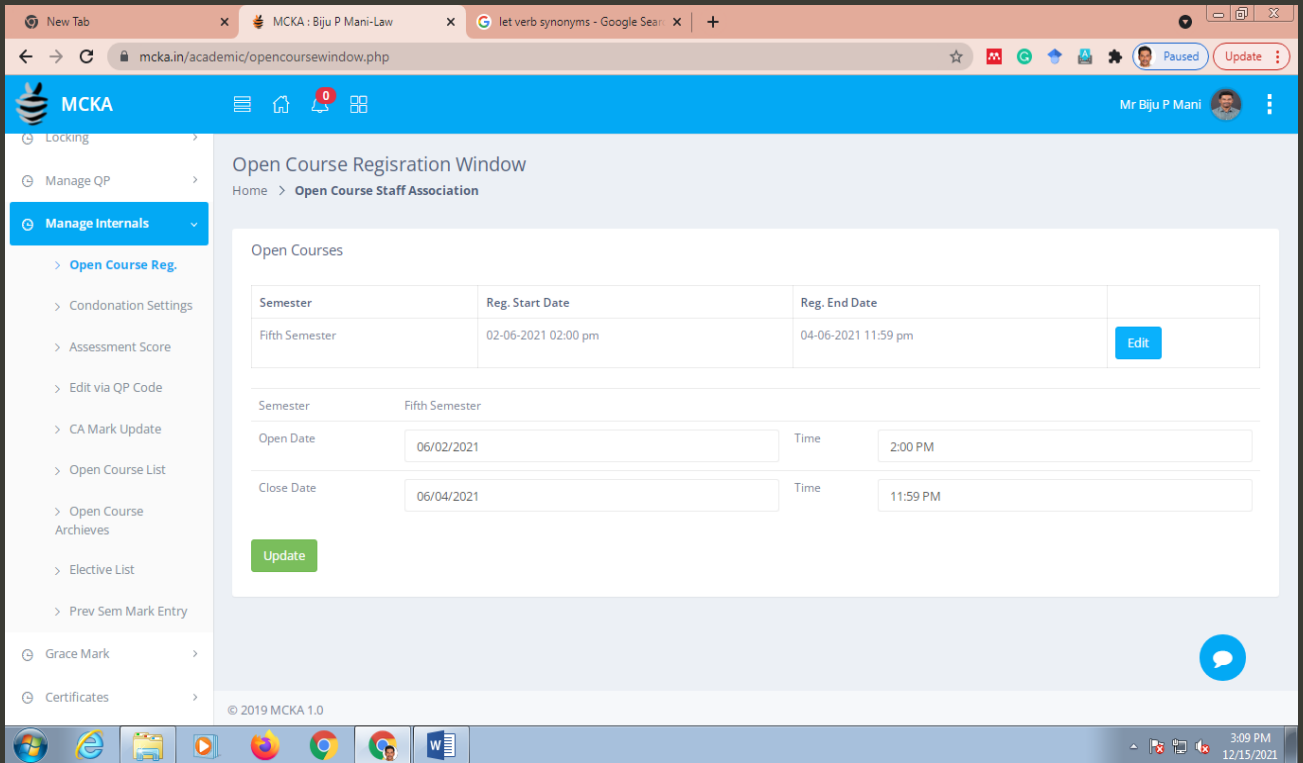 New Tab
MCKA : Biju P Mani-Law
let verb synonyms - Google Sear
mcka.in/academic/opencoursewindow.php
Paused
Update
MCKA
0
Mr Biju P Mani
Locking
Manage QP
Manage Internals
Open Course Reg.
Condonation Settings
Assessment Score
Edit via QP Code
CA Mark Update
Open Course List
Open Course
Archieves
Elective List
Prev Sem Mark Entry
Grace Mark
Certificates
Open Course Regisration Window
Home > Open Course Staff Association
Open Courses
Semester Reg. Start Date Reg. End Date
Fifth Semester 02-06-2021 02:00 pm 04-06-2021 11:59 pm Edit
Semester Fifth Semester
Open Date 06/02/2021 Time 2:00 PM
Close Date 06/04/2021 Time 11:59 PM
Update
© 2019 MCKA 1.0
3:09 PM
12/15/2021